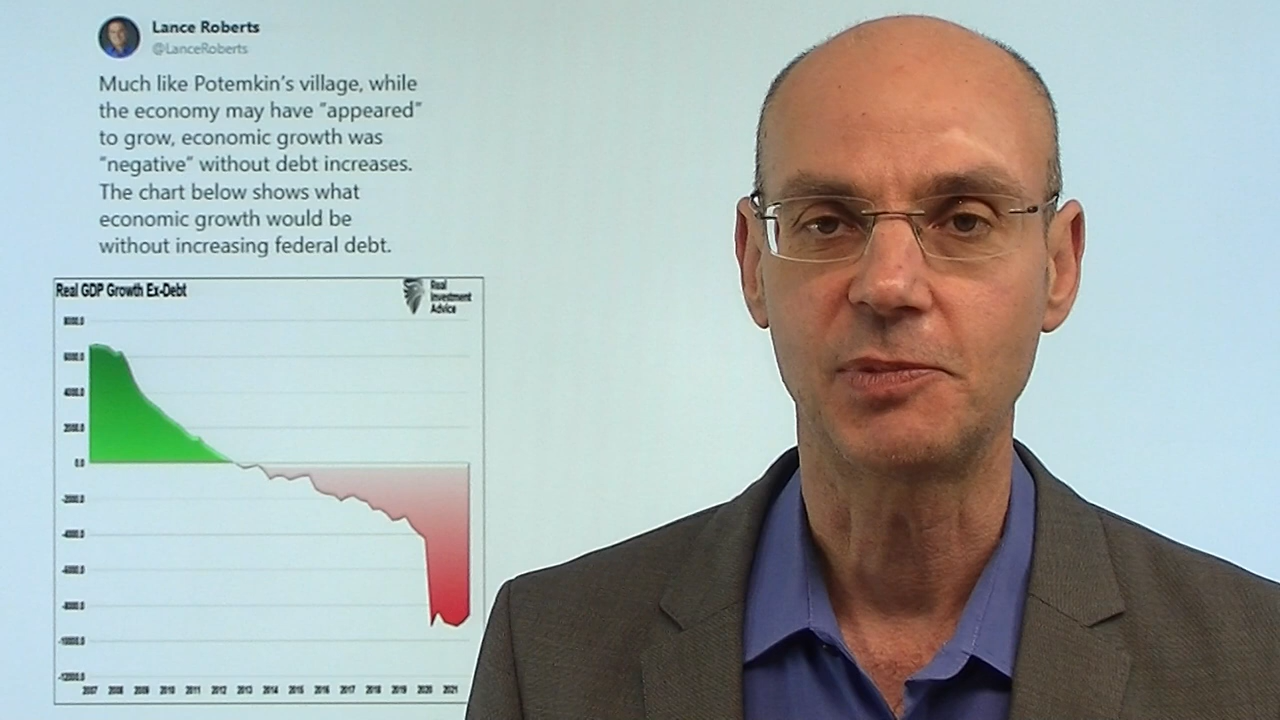 Lance Roberts
@LanceRoberts
Much like Potemkin's village, while
the economy may have "appeared"
to grow, economic growth was
"negative" without debt increases.
The chart below shows what
economic growth would be
without increasing federal debt.
Real GDP Growth Ex-Debt
Real
Investment
Advice
8000.0
6000.0
4000.0
2000.0
0.0
-2000.0
-4000.0
-6000.0
-8000.0
-10000.0
-12000.0
2007 2008 2009 2010 2011 2012 2013 2014 2015 2016 2017 2018 2019 2020 2021